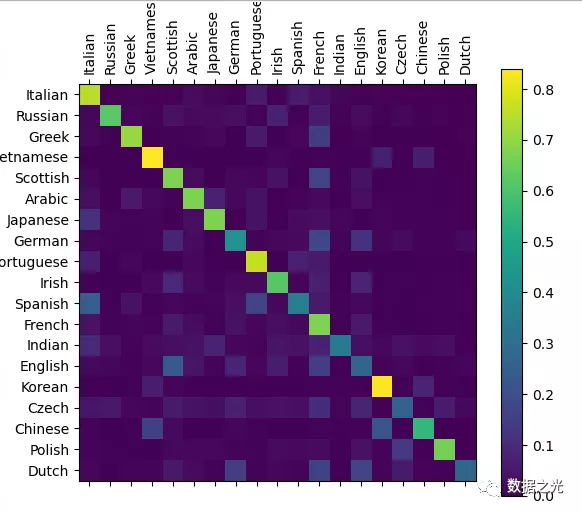 Italian
Russian
Greek
Vietnames
Scottish
Arabic
Japanese
German
Portuguese
Irish
Spanish
French
Indian
English
Korean
Czech
Chinese
Polish
Dutch
Italian
Russian
Greek
etnamese
Scottish
Arabic
Japanese
German
ortuguese
Irish
Spanish
French
Indian
English
Korean
Czech
Chinese
Polish
Dutch
0.8
0.7
0.6
0.5
0.4
0.3
0.2
0.1
0.0
数据之光